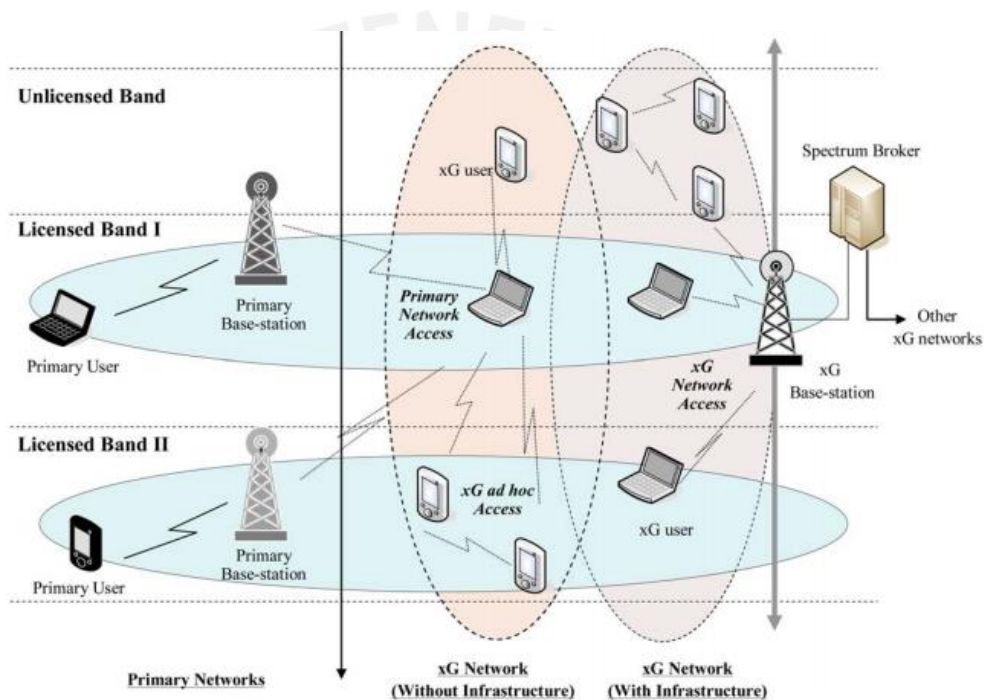 Unlicensed Band
xG user
Spectrum Broker
Licensed Band I
Primary
Base-station
Primary User
Primary
Network
Access
xG
Network
Access
xG
Base-station
Other
xG networks
Licensed Band II
Primary
Base-station
Primary User
xG ad hoc
Access
xG user
Primary Networks
xG Network
(Without Infrastructure)
xG Network
(With Infrastructure)